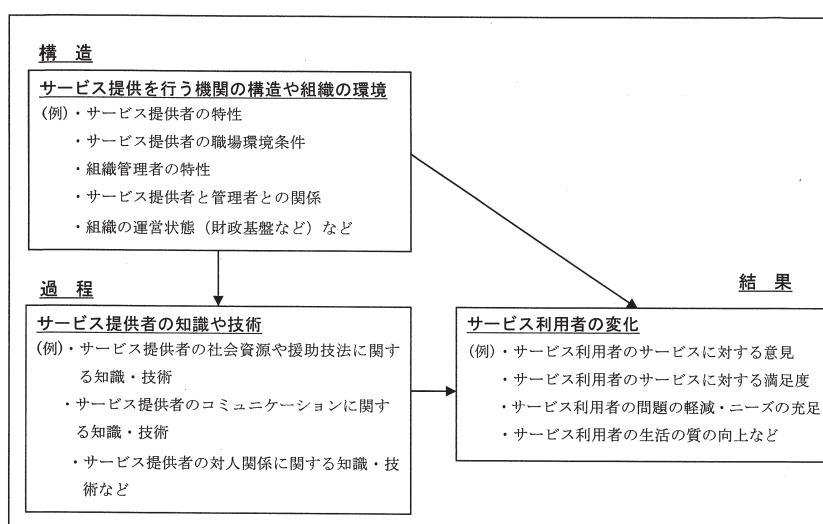 構　造
サービス提供を行う機関の構造や組織の環境
(例)・サービス提供者の特性
・サービス提供者の職場環境条件
・組織管理者の特性
・サービス提供者と管理者との関係
・組織の運営状態（財政基盤など）など
過　程
サービス提供者の知識や技術
(例)・サービス提供者の社会資源や援助技法に関す
る知識・技術
・サービス提供者のコミュニケーションに関す
る知識・技術
・サービス提供者の対人関係に関する知識・技
術など
結　果
サービス利用者の変化
(例)・サービス利用者のサービスに対する意見
・サービス利用者のサービスに対する満足度
・サービス利用者の問題の軽減・ニーズの充足
・サービス利用者の生活の質の向上など